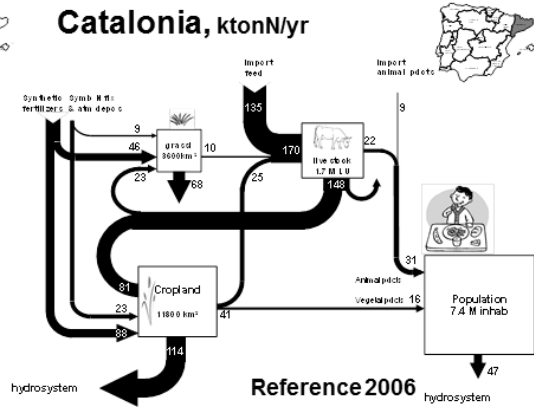 Catalonia, ktonN/yr
Import
feed
Import
animal pdcts
Synthetic
fertilizers
Symb N fix
& atm depos
135
9
9
46
23
grassl
3600km²
10
68
170
livestock
1.7 M LU
22
148
25
81
23
88
Cropland
11800 km²
41
114
Animal pdcts
31
Vegetal pdcts
16
Population
7.4 M inhab
47
hydrosystem
Reference 2006
hydrosystem